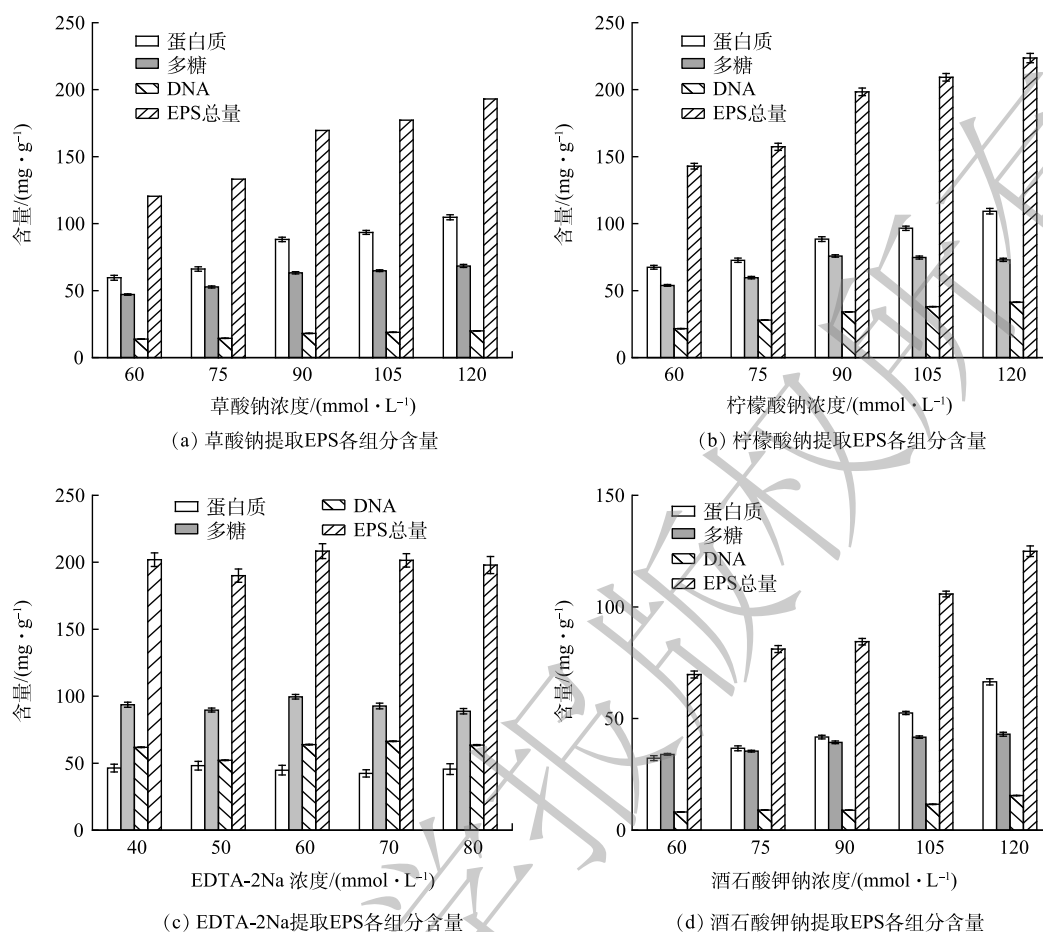 250
200
150
100
50
0
含量/(mg·g⁻¹)
蛋白质
多糖
DNA
EPS总量
60 75 90 105 120
草酸钠浓度/(mmol·L⁻¹)
(a) 草酸钠提取EPS各组分含量
250
200
150
100
50
0
含量/(mg·g⁻¹)
蛋白质
多糖
DNA
EPS总量
60 75 90 105 120
柠檬酸钠浓度/(mmol·L⁻¹)
(b) 柠檬酸钠提取EPS各组分含量
250
200
150
100
50
0
含量/(mg·g⁻¹)
蛋白质 DNA
多糖 EPS总量
40 50 60 70 80
EDTA-2Na 浓度/(mmol·L⁻¹)
(c) EDTA-2Na提取EPS各组分含量
150
100
50
0
含量/(mg·g⁻¹)
蛋白质
多糖
DNA
EPS总量
60 75 90 105 120
酒石酸钾钠浓度/(mmol·L⁻¹)
(d) 酒石酸钾钠提取EPS各组分含量
学报版权所有